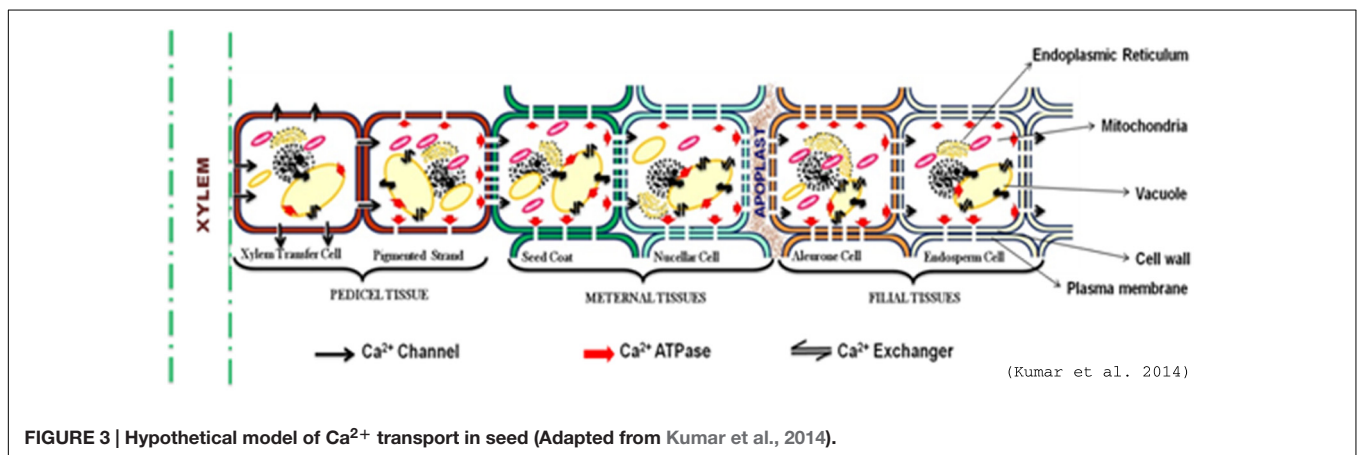 Endoplasmic Reticulum
Mitochondria
XYLEM
APOPLAST
Vacuole
Xylem Transfer Cell
Pigmented Strand
Seed Coat
Nucellar Cell
Aleurone Cell
Endosperm Cell
Cell wall
Plasma membrane
PEDICEL TISSUE
METERNAL TISSUES
FILIAL TISSUES
Ca²⁺ Channel
Ca²⁺ ATPase
Ca²⁺ Exchanger
(Kumar et al. 2014)
FIGURE 3 | Hypothetical model of Ca²⁺ transport in seed (Adapted from Kumar et al., 2014).